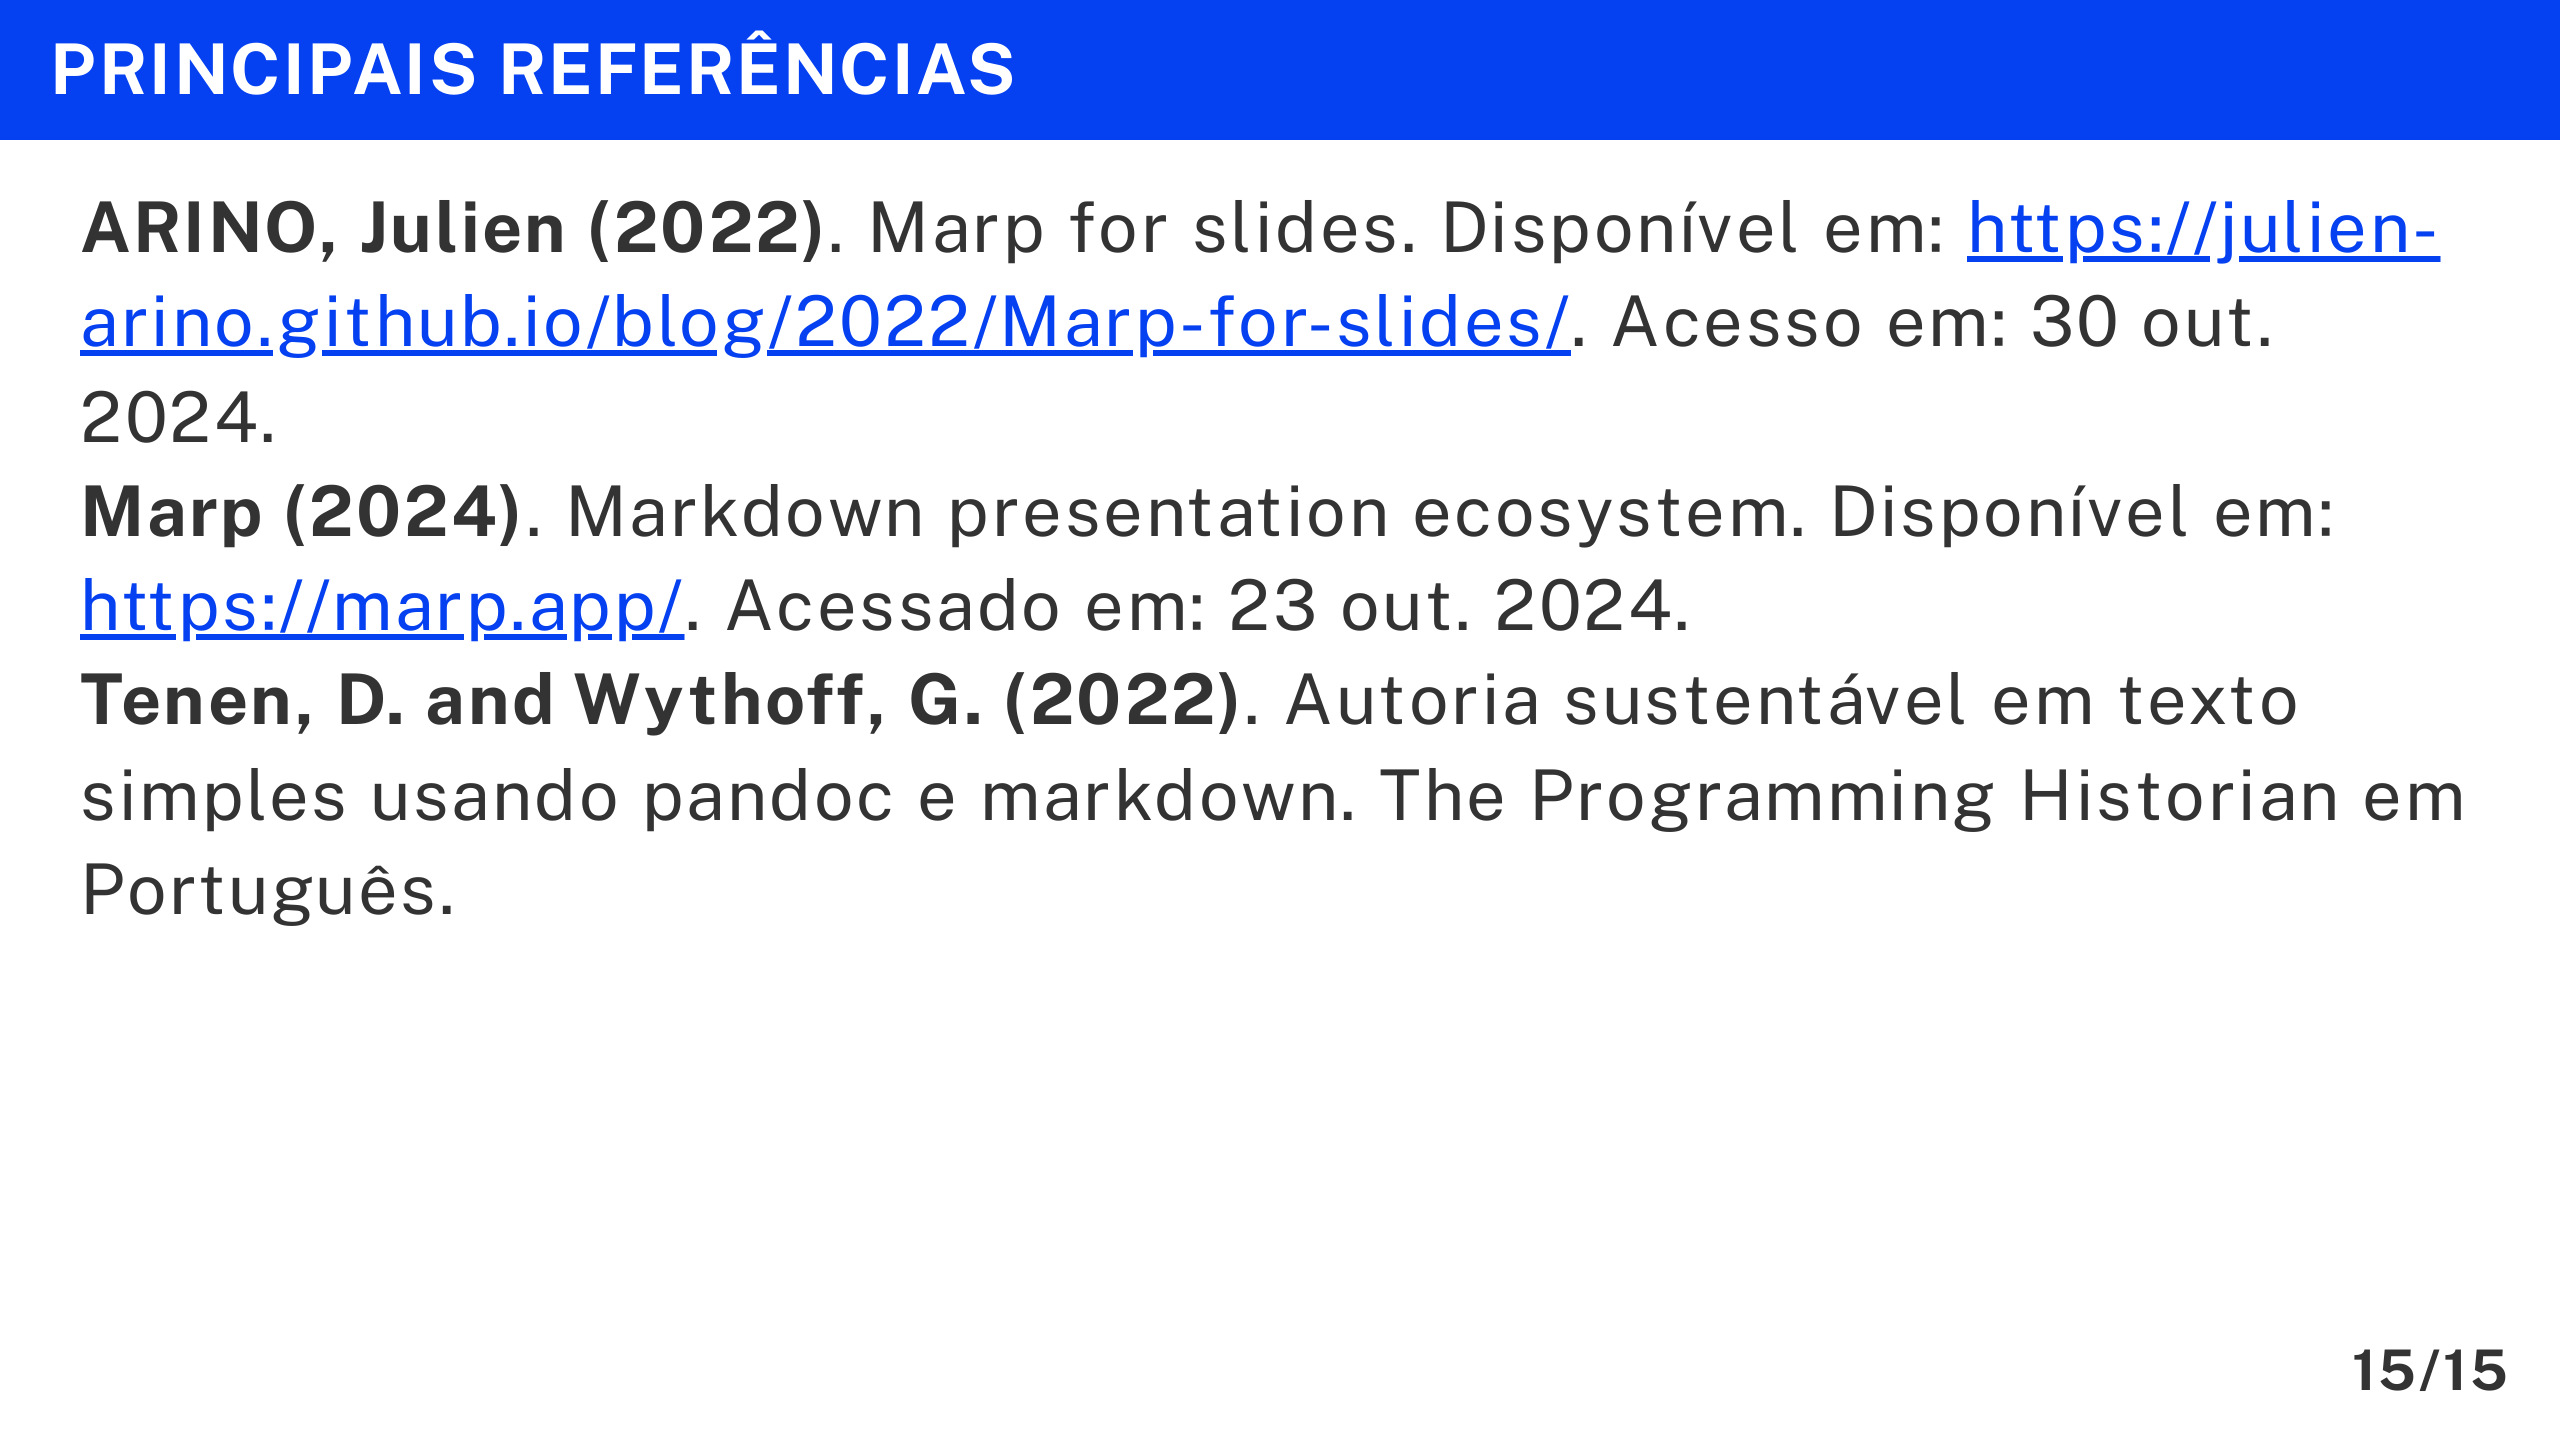 PRINCIPAIS REFERÊNCIAS
ARINO, Julien (2022). Marp for slides. Disponível em: https://julien-
arino.github.io/blog/2022/Marp-for-slides/. Acesso em: 30 out.
2024.
Marp (2024). Markdown presentation ecosystem. Disponível em:
https://marp.app/. Acessado em: 23 out. 2024.
Tenen, D. and Wythoff, G. (2022). Autoria sustentável em texto
simples usando pandoc e markdown. The Programming Historian em
Português.
15/15